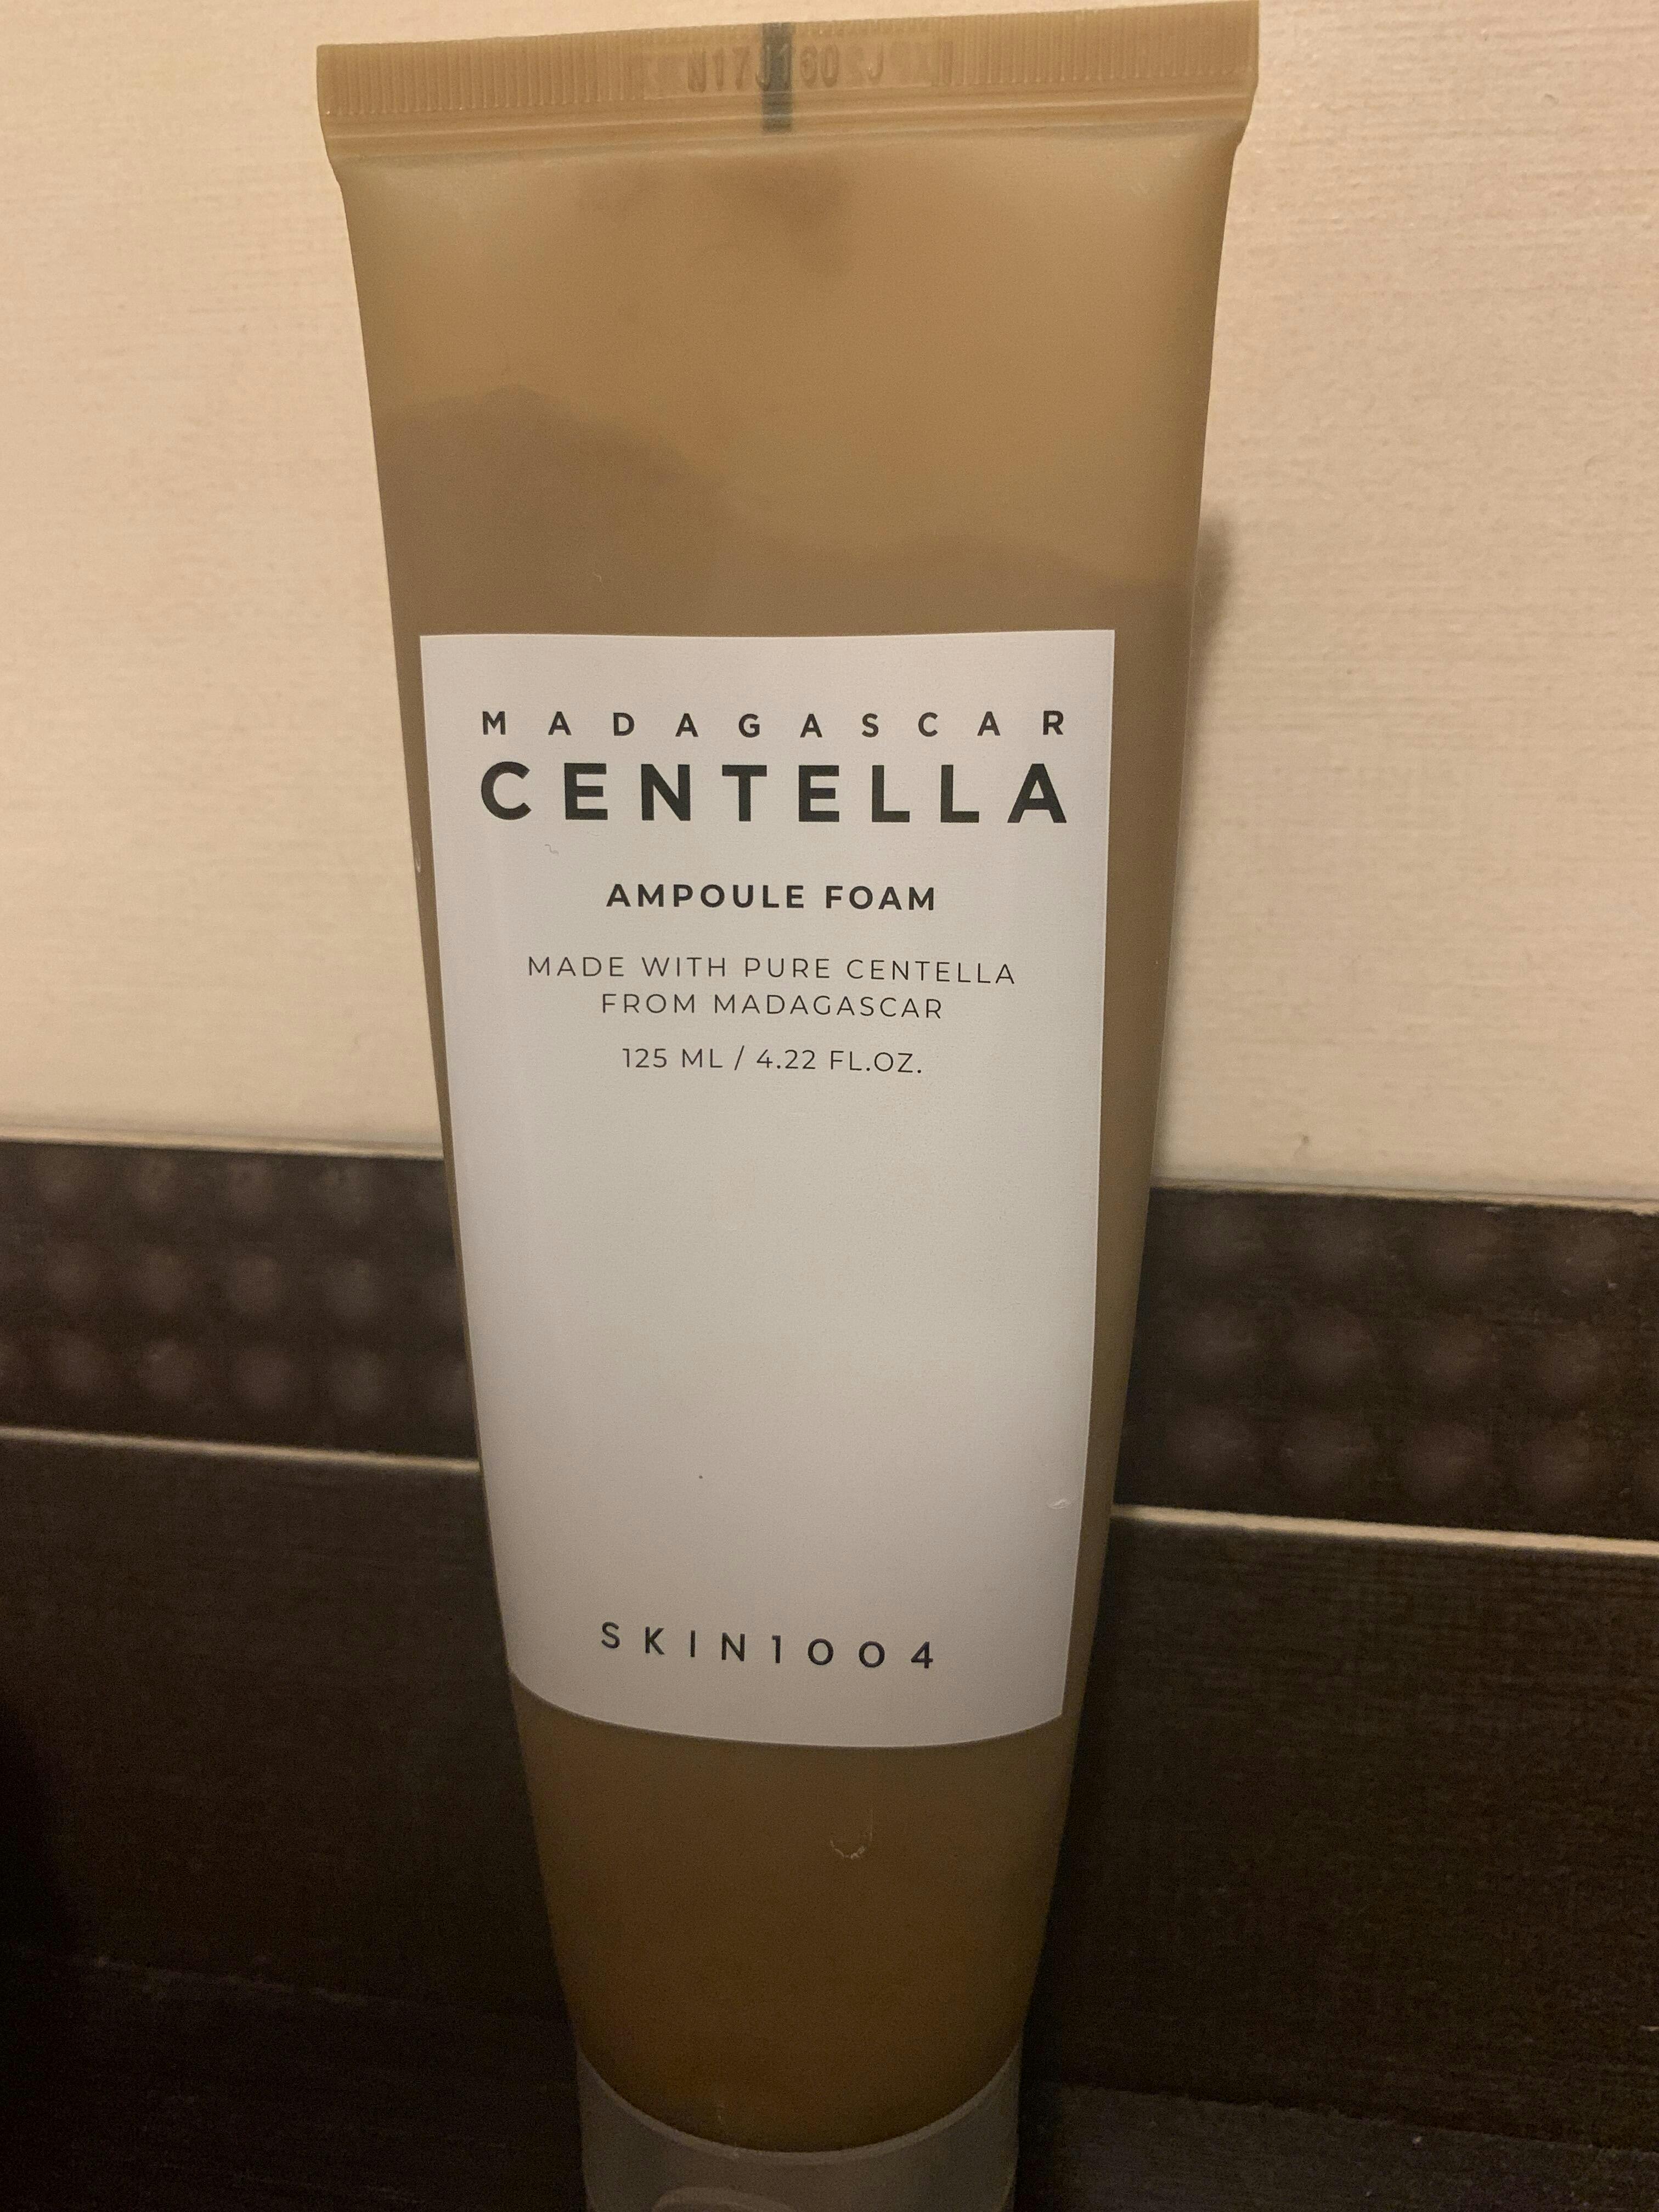 MADAGASCAR
CENTELLA
AMPOULE FOAM
MADE WITH PURE CENTELLA
FROM MADAGASCAR
125 ML / 4.22 FL.OZ.
SKIN1004